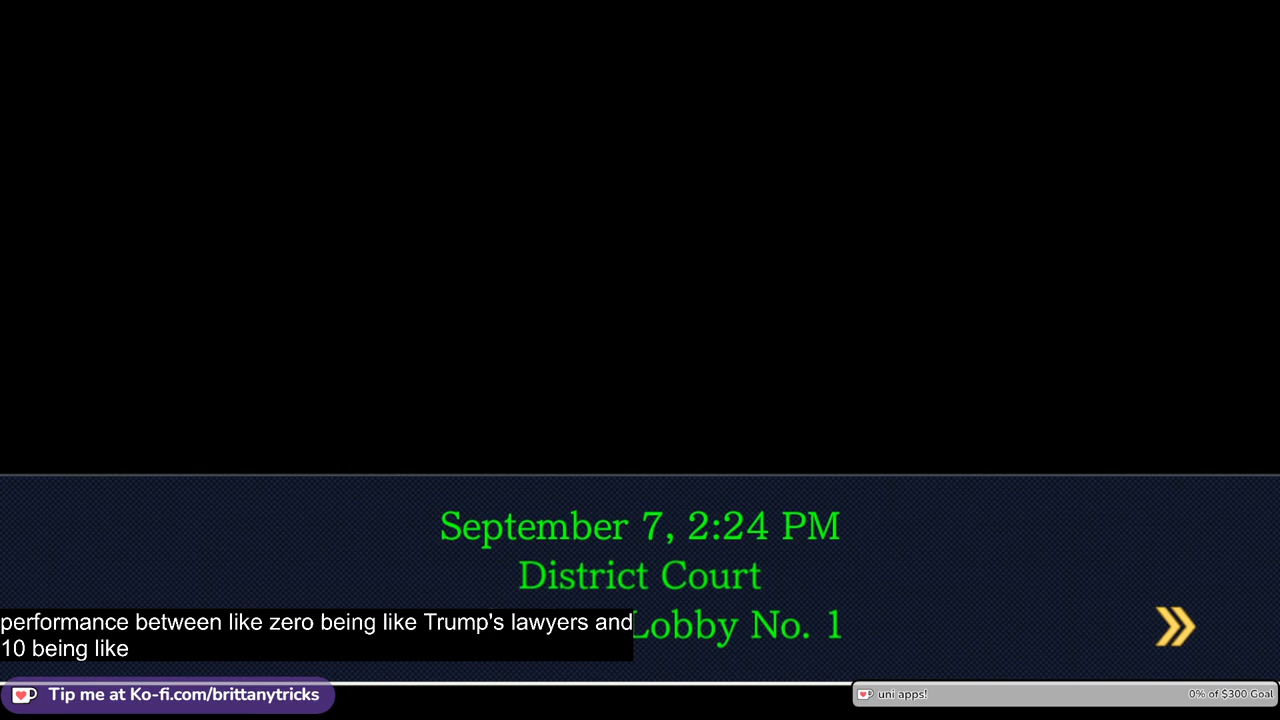 September 7, 2:24 PM
District Court
Lobby No. 1
performance between like zero being like Trump's lawyers and
10 being like
Tip me at Ko-fi.com/brittanytricks
uni apps!
0% of $300 Goal